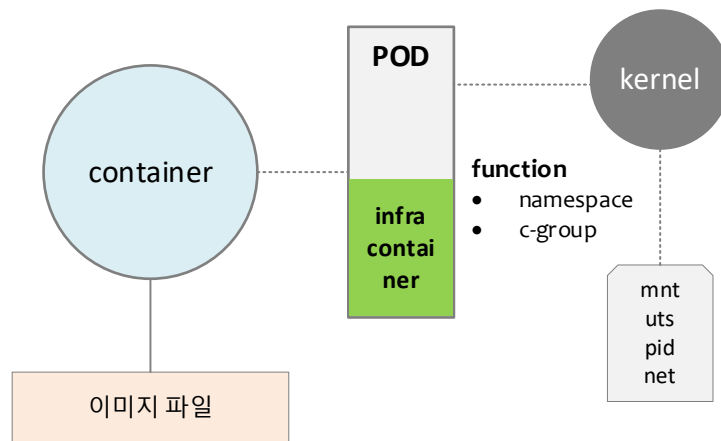 POD
kernel
container
function
• namespace
• c-group
infra
contai
ner
mnt
uts
pid
net
이미지 파일